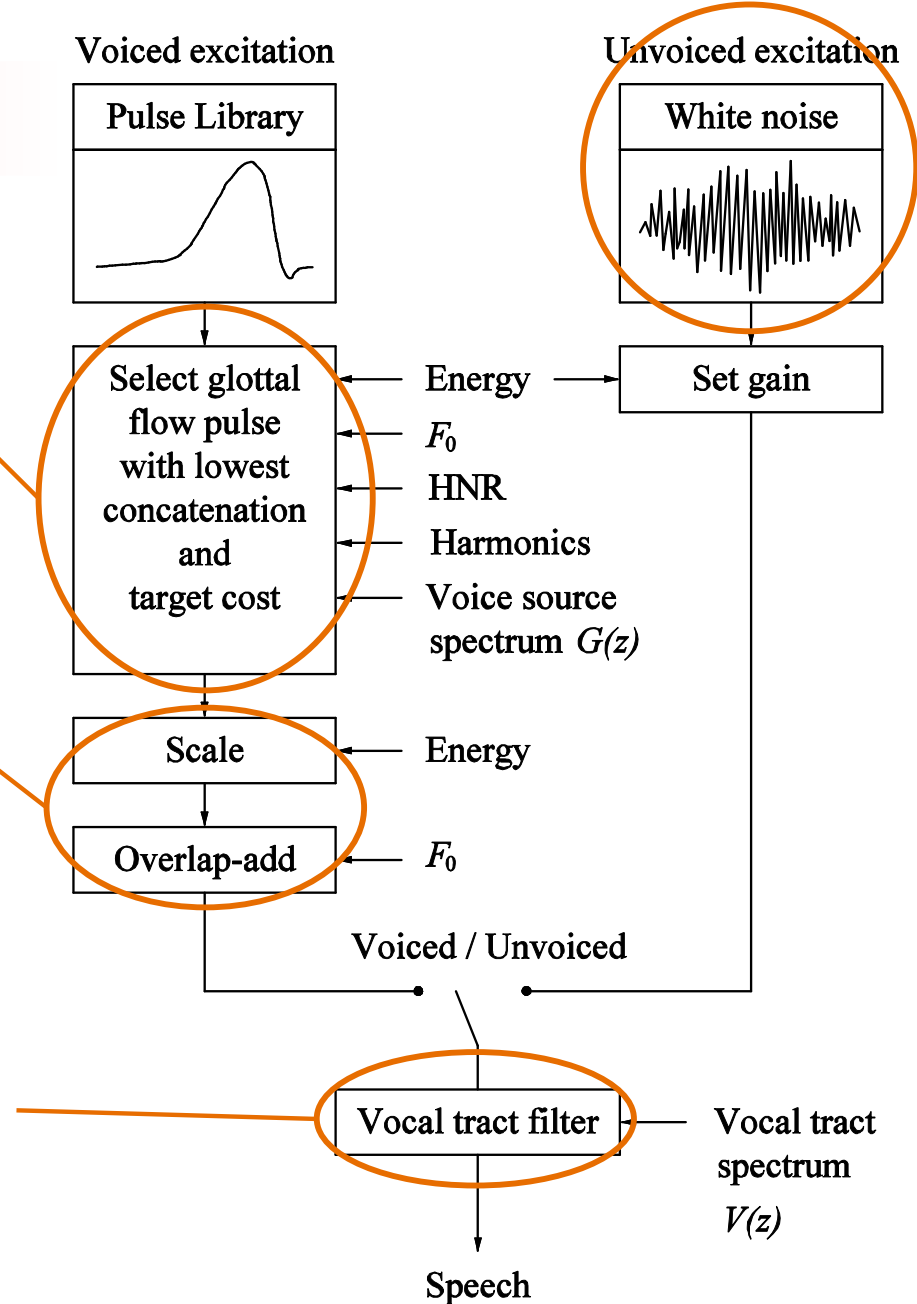 Voiced excitation
Unvoiced excitation
Pulse Library
White noise
Select glottal
flow pulse
with lowest
concatenation
and
target cost
Energy
F0
HNR
Harmonics
Voice source
spectrum G(z)
Set gain
Scale
Energy
Overlap-add
F0
Voiced / Unvoiced
Vocal tract filter
Vocal tract
spectrum
V(z)
Speech